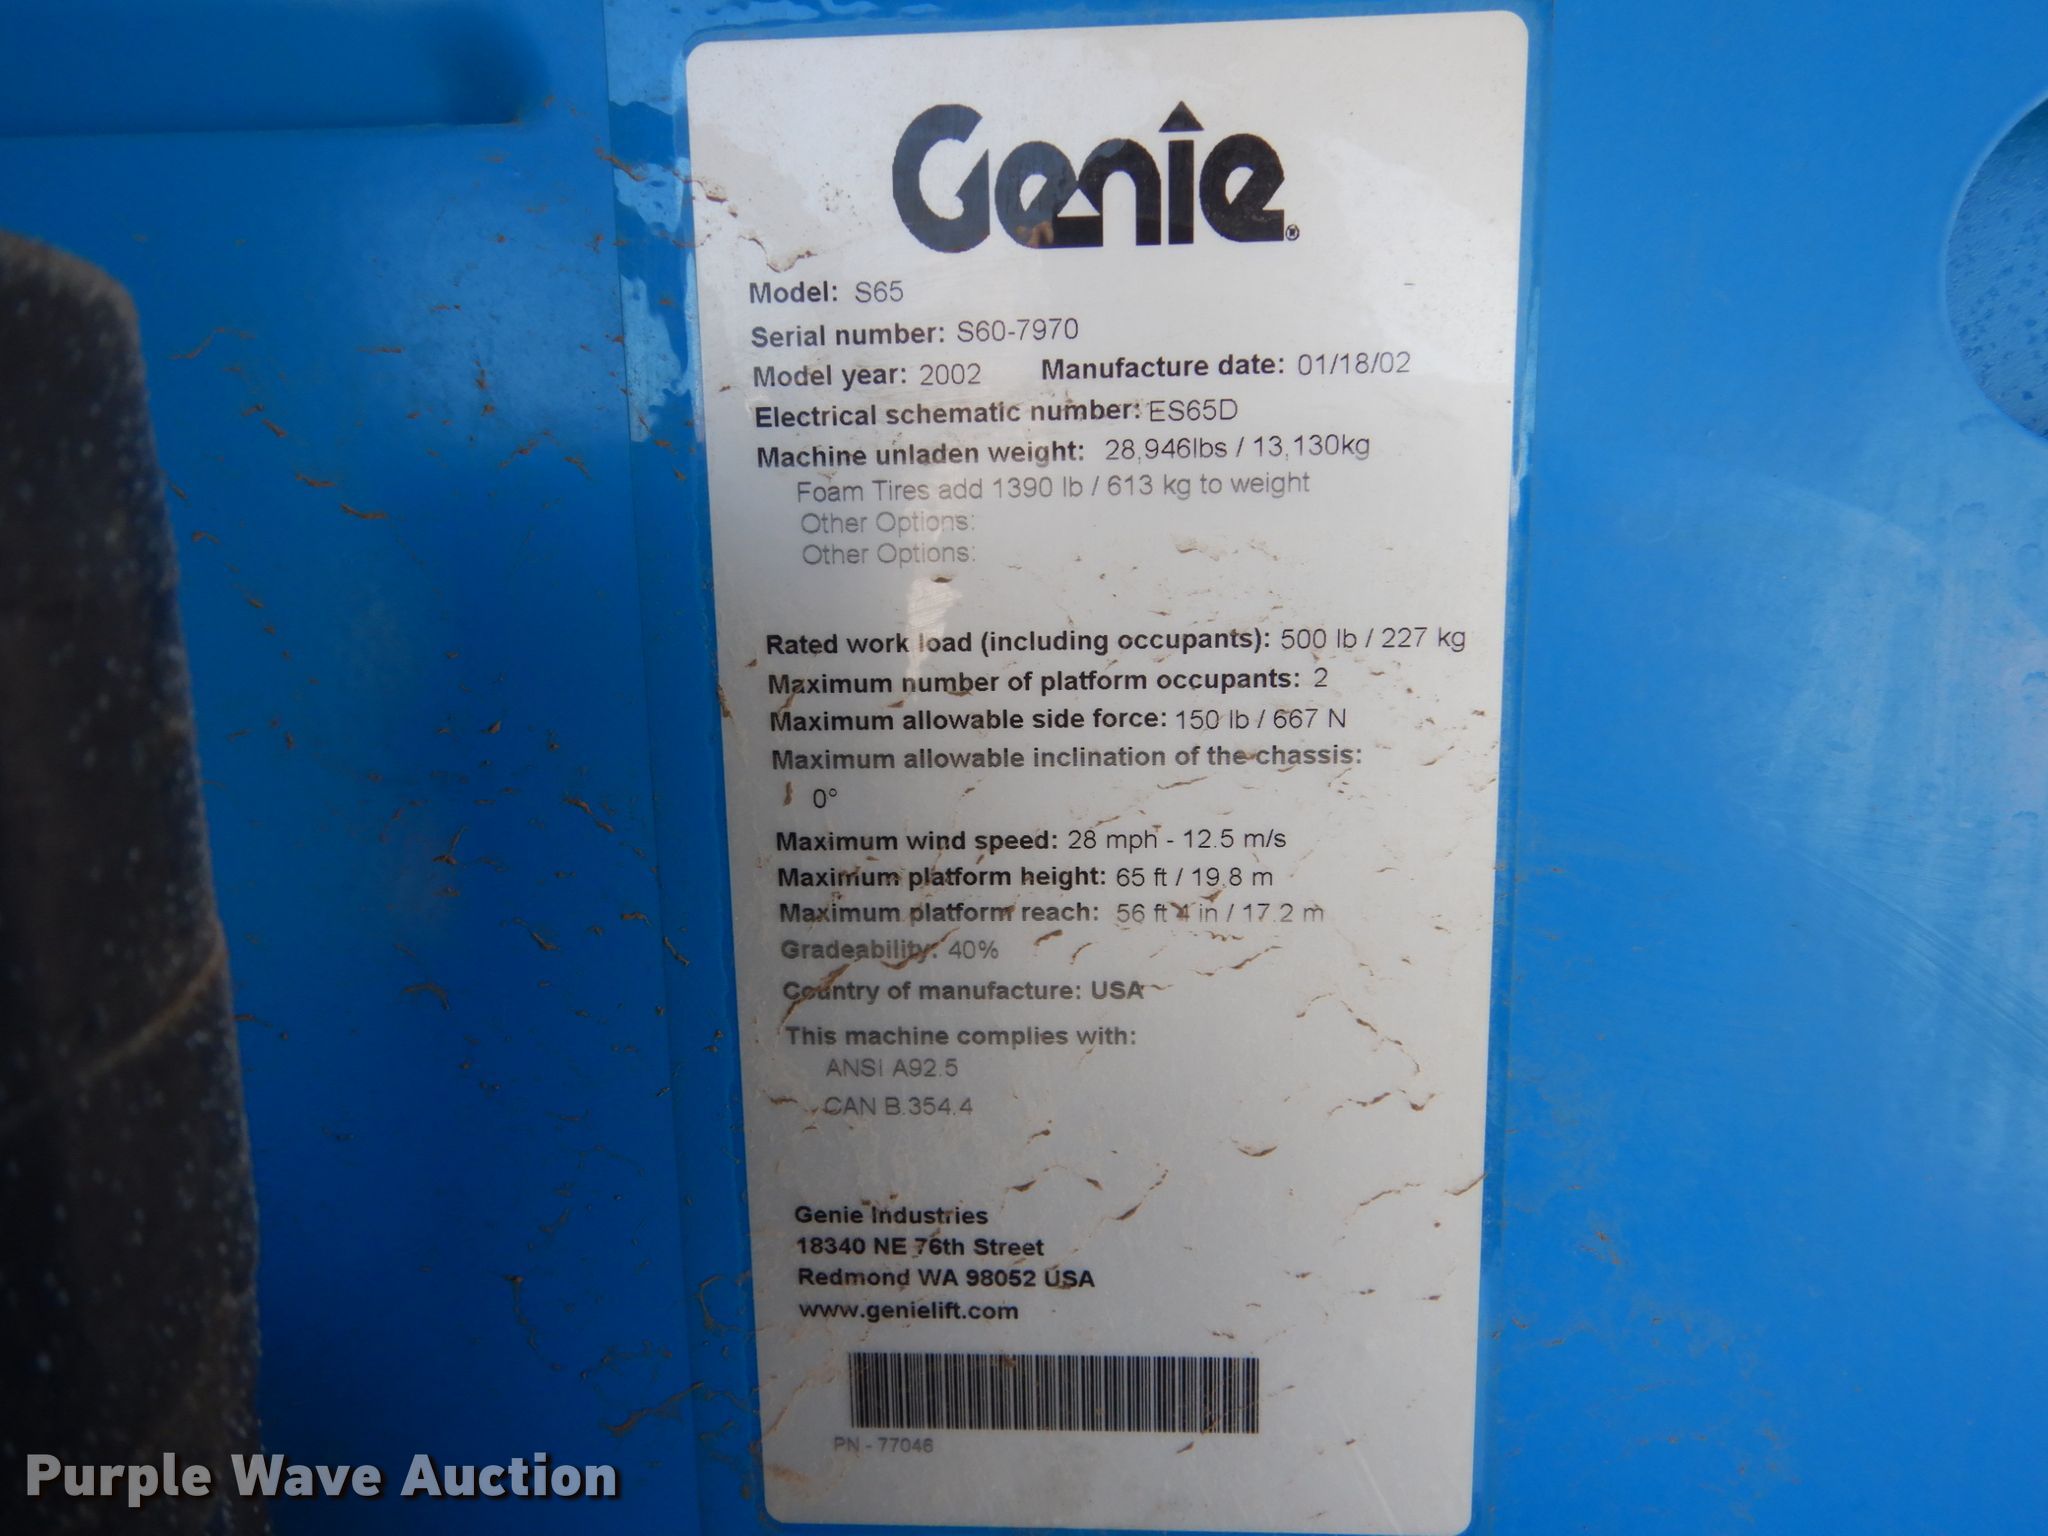 Genie®
Model: S65
Serial number: S60-7970
Model year: 2002 Manufacture date: 01/18/02
Electrical schematic number: ES65D
Machine unladen weight: 28,946lbs / 13,130kg
Foam Tires add 1390 lb / 613 kg to weight
Other Options:
Other Options:
Rated work load (including occupants): 500 lb / 227 kg
Maximum number of platform occupants: 2
Maximum allowable side force: 150 lb / 667 N
Maximum allowable inclination of the chassis:
0°
Maximum wind speed: 28 mph - 12.5 m/s
Maximum platform height: 65 ft / 19.8 m
Maximum platform reach: 56 ft 4 in / 17.2 m
Gradeability: 40%
Country of manufacture: USA
This machine complies with:
ANSI A92.5
CAN B.354.4
Genie Industries
18340 NE 76th Street
Redmond WA 98052 USA
www.genielift.com
PN - 77046
Purple Wave Auction